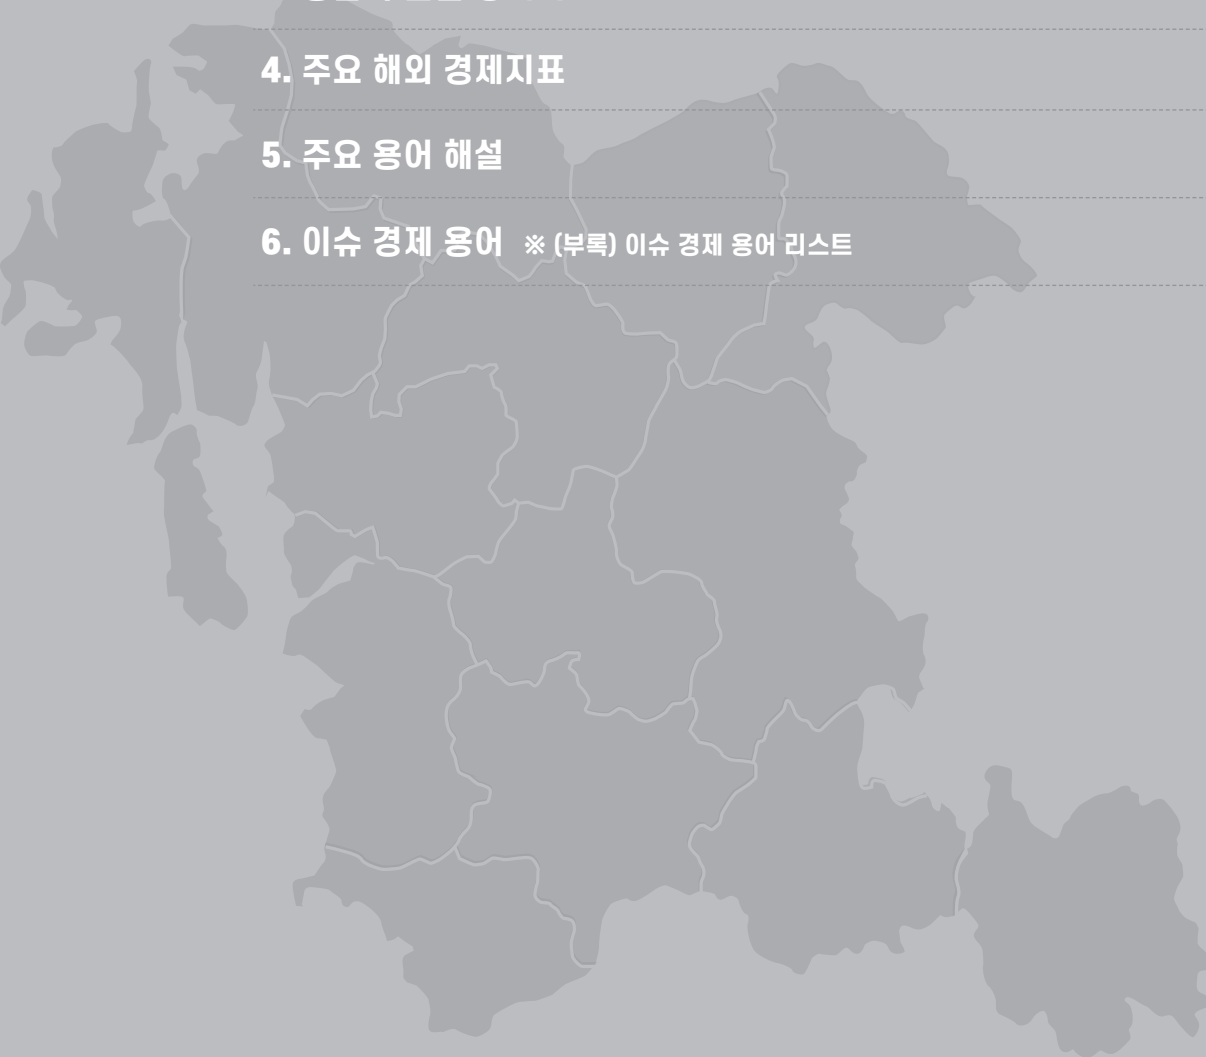 4. 주요 해외 경제지표
5. 주요 용어 해설
6. 이슈 경제 용어 ※ (부록) 이슈 경제 용어 리스트